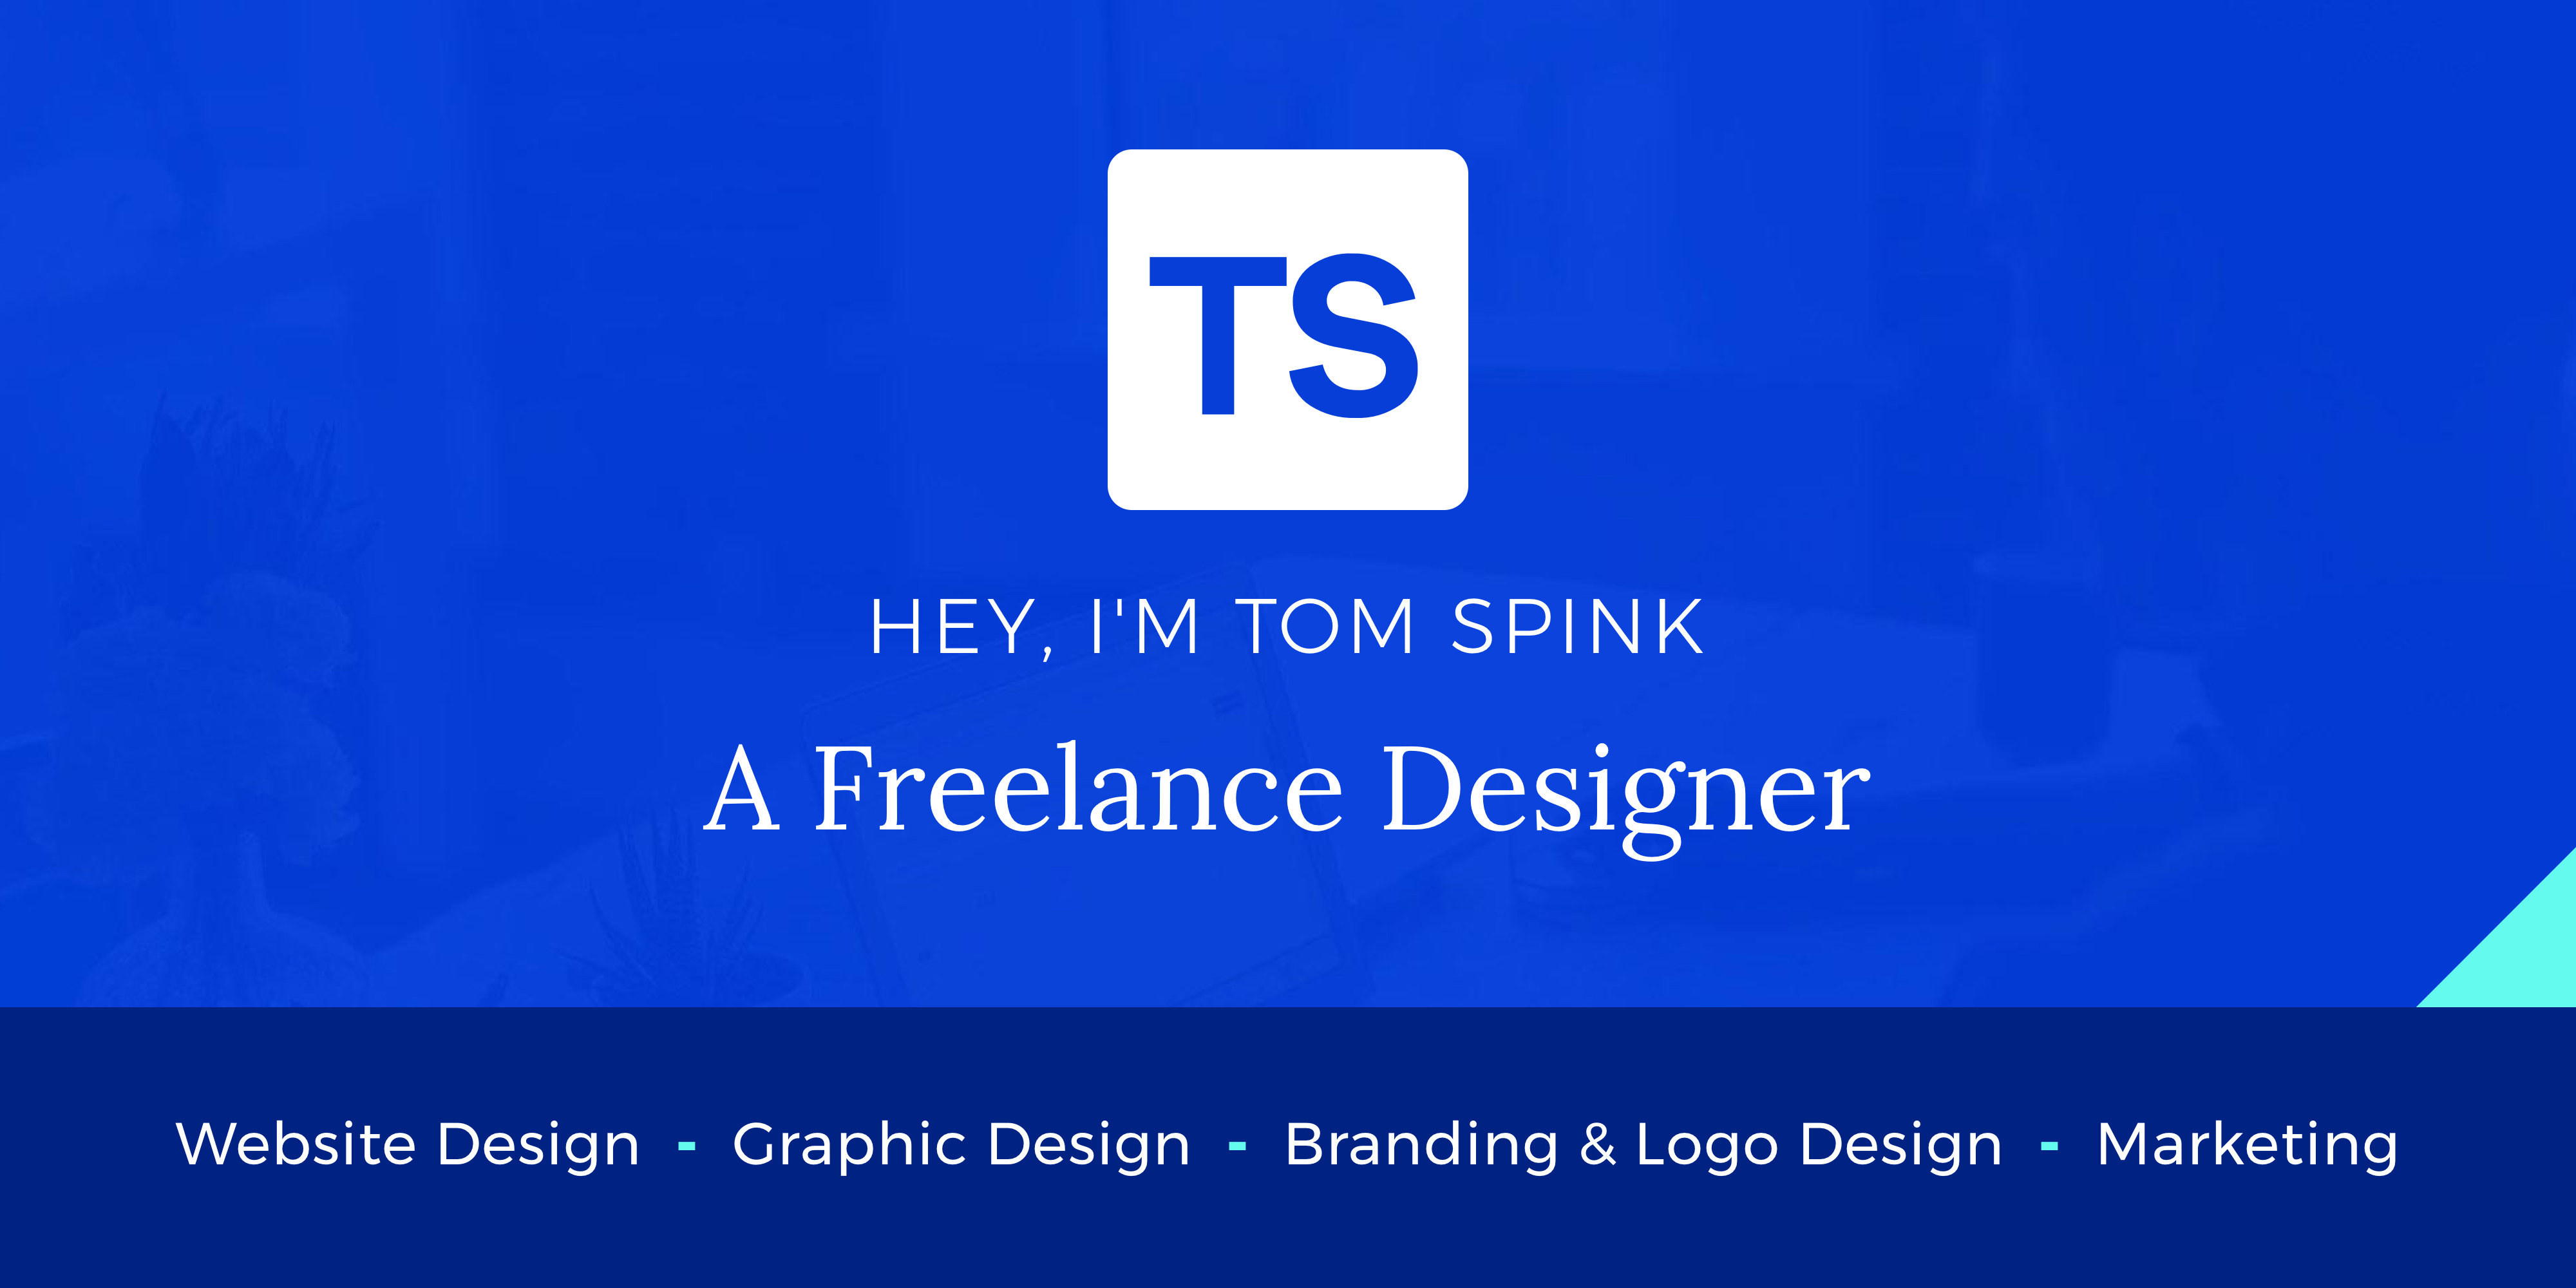 TS
HEY, I'M TOM SPINK
A Freelance Designer
Website Design - Graphic Design - Branding & Logo Design - Marketing